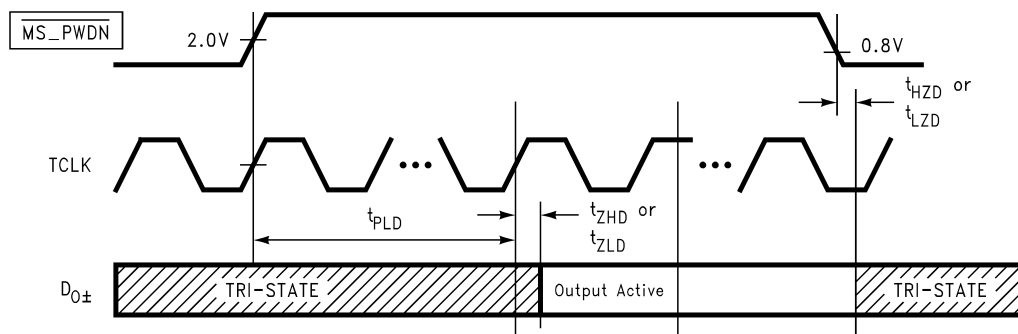 MS_PWDN
2.0V
0.8V
tHZD or
tLZD
TCLK
•••
•••
tPLD
tZHD or
tZLD
DO±
TRI-STATE
Output Active
TRI-STATE